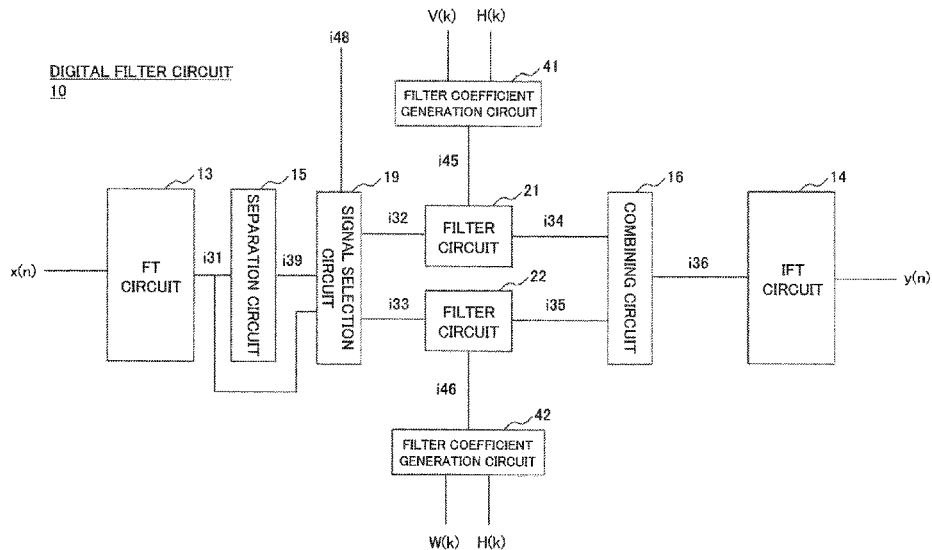 V(k) H(k)
i48
DIGITAL FILTER CIRCUIT
10
41
FILTER COEFFICIENT
GENERATION CIRCUIT
i45
13
15
19
21
16
14
x(n)
FT
CIRCUIT
i31
SEPARATION CIRCUIT
i39
SIGNAL SELECTION
CIRCUIT
i32
FILTER
CIRCUIT
i34
COMBINING CIRCUIT
i36
IFT
CIRCUIT
y(n)
22
i33
FILTER
CIRCUIT
i35
i46
42
FILTER COEFFICIENT
GENERATION CIRCUIT
W(k) H(k)